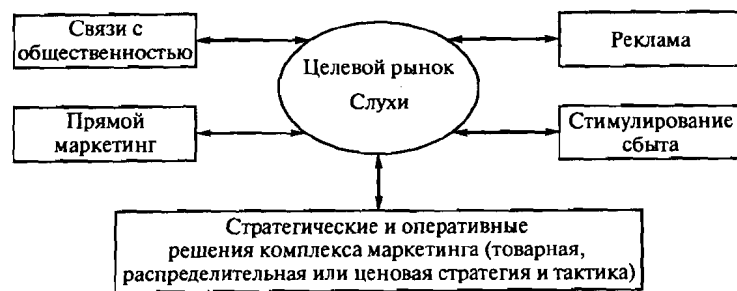 Связи с
общественностью
Реклама
Целевой рынок
Слухи
Прямой
маркетинг
Стимулирование
сбыта
Стратегические и оперативные
решения комплекса маркетинга (товарная,
распределительная или ценовая стратегия и тактика)